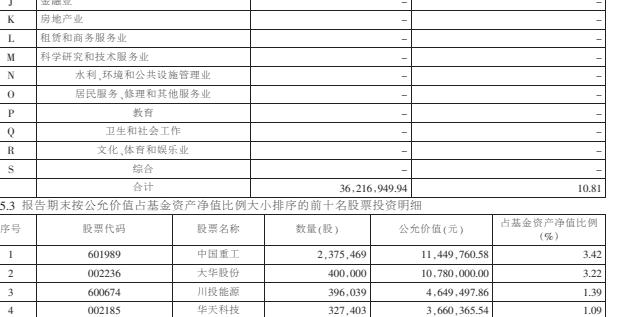 J 金融业 – –
K 房地产业 – –
L 租赁和商务服务业 – –
M 科学研究和技术服务业 – –
N 水利、环境和公共设施管理业 – –
O 居民服务、修理和其他服务业 – –
P 教育 – –
Q 卫生和社会工作 – –
R 文化、体育和娱乐业 – –
S 综合 – –
合计 36,216,949.94 10.81
5.3 报告期末按公允价值占基金资产净值比例大小排序的前十名股票投资明细
序号 股票代码 股票名称 数量(股) 公允价值(元) 占基金资产净值比例(%)
1 601989 中国重工 2,375,469 11,449,760.58 3.42
2 002236 大华股份 400,000 10,780,000.00 3.22
3 600674 川投能源 396,039 4,649,497.86 1.39
4 002185 华天科技 327,403 3,660,365.54 1.09